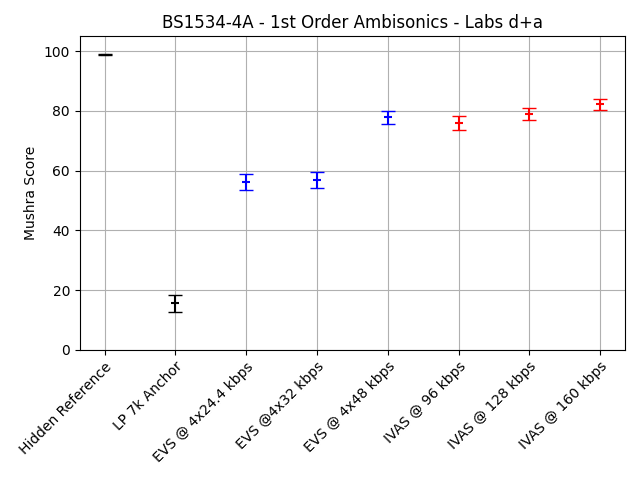 BS1534-4A - 1st Order Ambisonics - Labs d+a
Mushra Score
100
80
60
40
20
0
Hidden Reference
LP 7k Anchor
EVS @ 4x24.4 kbps
EVS @4x32 kbps
EVS @ 4x48 kbps
IVAS @ 96 kbps
IVAS @ 128 kbps
IVAS @ 160 kbps